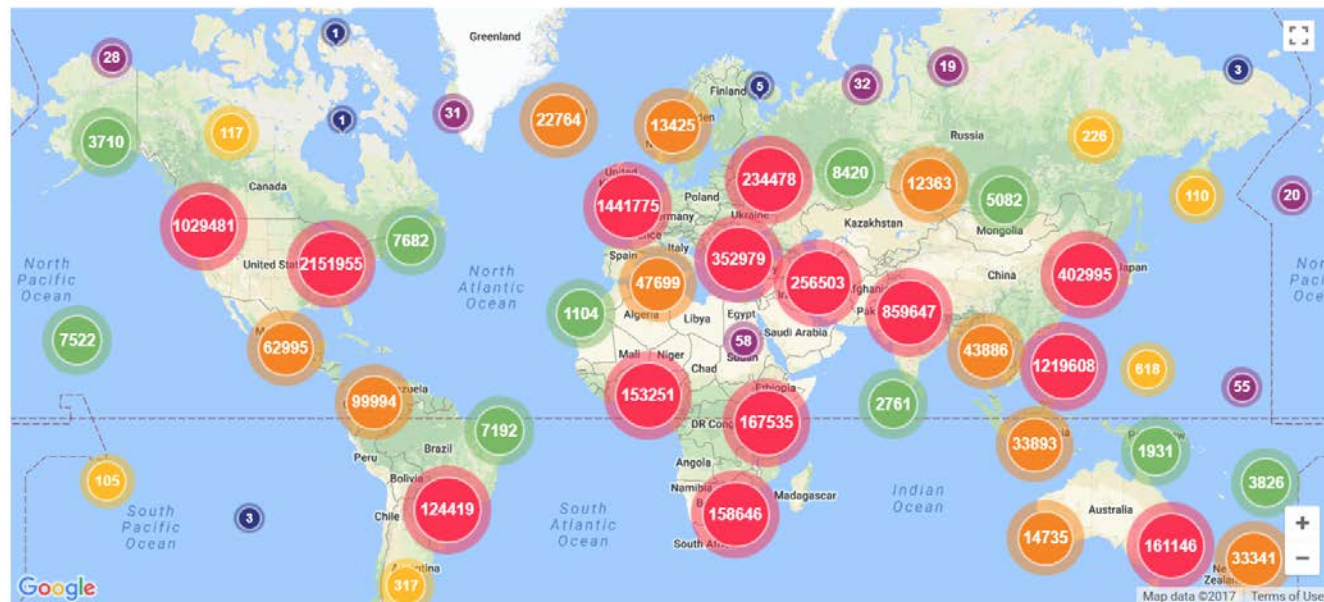 Greenland
1
28
19
3
5
32
Finland
31
22764
13425
3710
117
1
Russia
226
Canada
8420
12363
5082
110
20
234478
1441775
Poland
Ukraine
Kazakhstan
Mongolia
1029481
7682
2151955
United
Italy
Spain
352979
256503
China
402995
North
Pacific
Ocean
North
Atlantic
Ocean
47699
859647
1104
Algeria
Libya
Egypt
Saudi Arabia
7522
62995
58
Mali
Niger
Chad
Sudan
43886
1219608
618
55
99994
153251
Ethiopia
2761
7192
167535
DR Congo
33893
1931
Brazil
Peru
Bolivia
Angola
Namibia
Madagascar
Indian
Ocean
105
3826
South
Pacific
Ocean
3
Chile
124419
South
Atlantic
Ocean
158646
Australia
14735
161146
33341
317
+
−
Google
Map data ©2017
Terms of Use